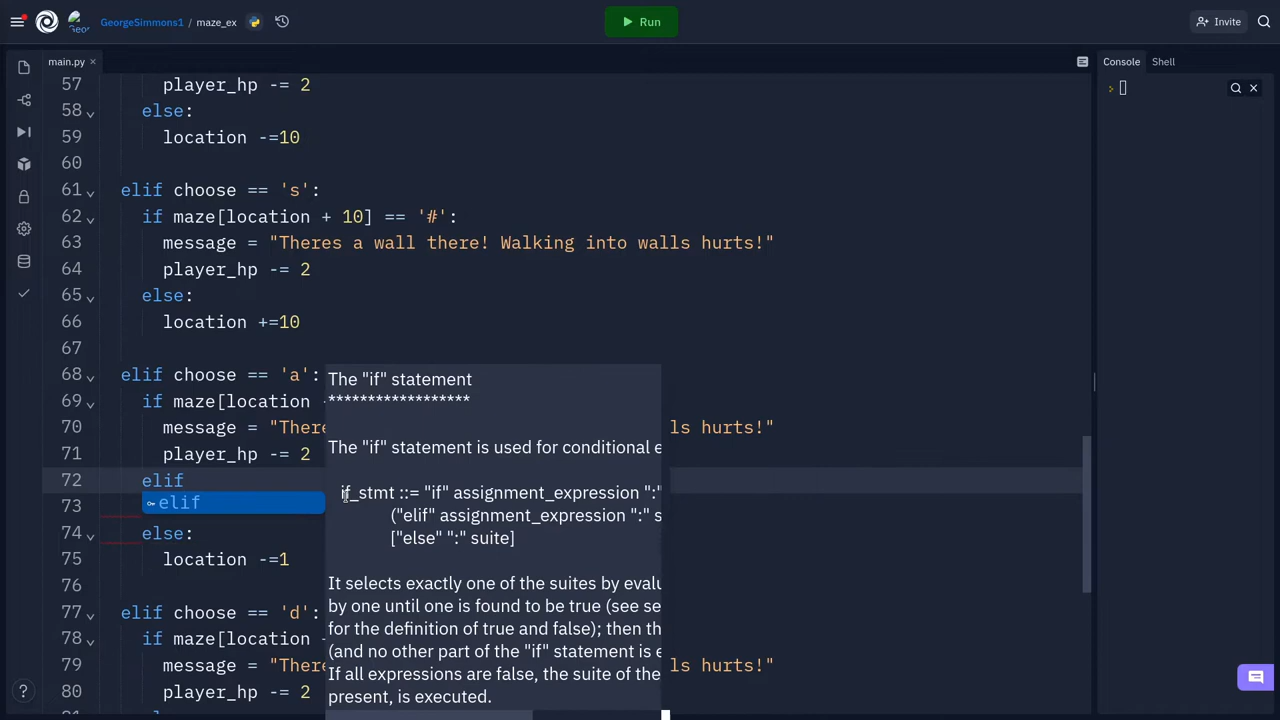 GeorgeSimmons1 / maze_ex
Run
Invite
main.py ×
Console Shell
57 player_hp -= 2
58 else:
59 location -=10
60
61 elif choose == 's':
62 if maze[location + 10] == '#':
63 message = "Theres a wall there! Walking into walls hurts!"
64 player_hp -= 2
65 else:
66 location +=10
67
68 elif choose == 'a':
69 if maze[location
70 message = "There ls hurts!"
71 player_hp -= 2
72 elif
73
74 else:
75 location -=1
76
77 elif choose == 'd':
78 if maze[location
79 message = "There ls hurts!"
80 player_hp -= 2
elif
The "if" statement
******************
The "if" statement is used for conditional e
if_stmt ::= "if" assignment_expression ":"
("elif" assignment_expression ":" s
["else" ":" suite]
It selects exactly one of the suites by evalu
by one until one is found to be true (see se
for the definition of true and false); then th
(and no other part of the "if" statement is e
If all expressions are false, the suite of the
present, is executed.